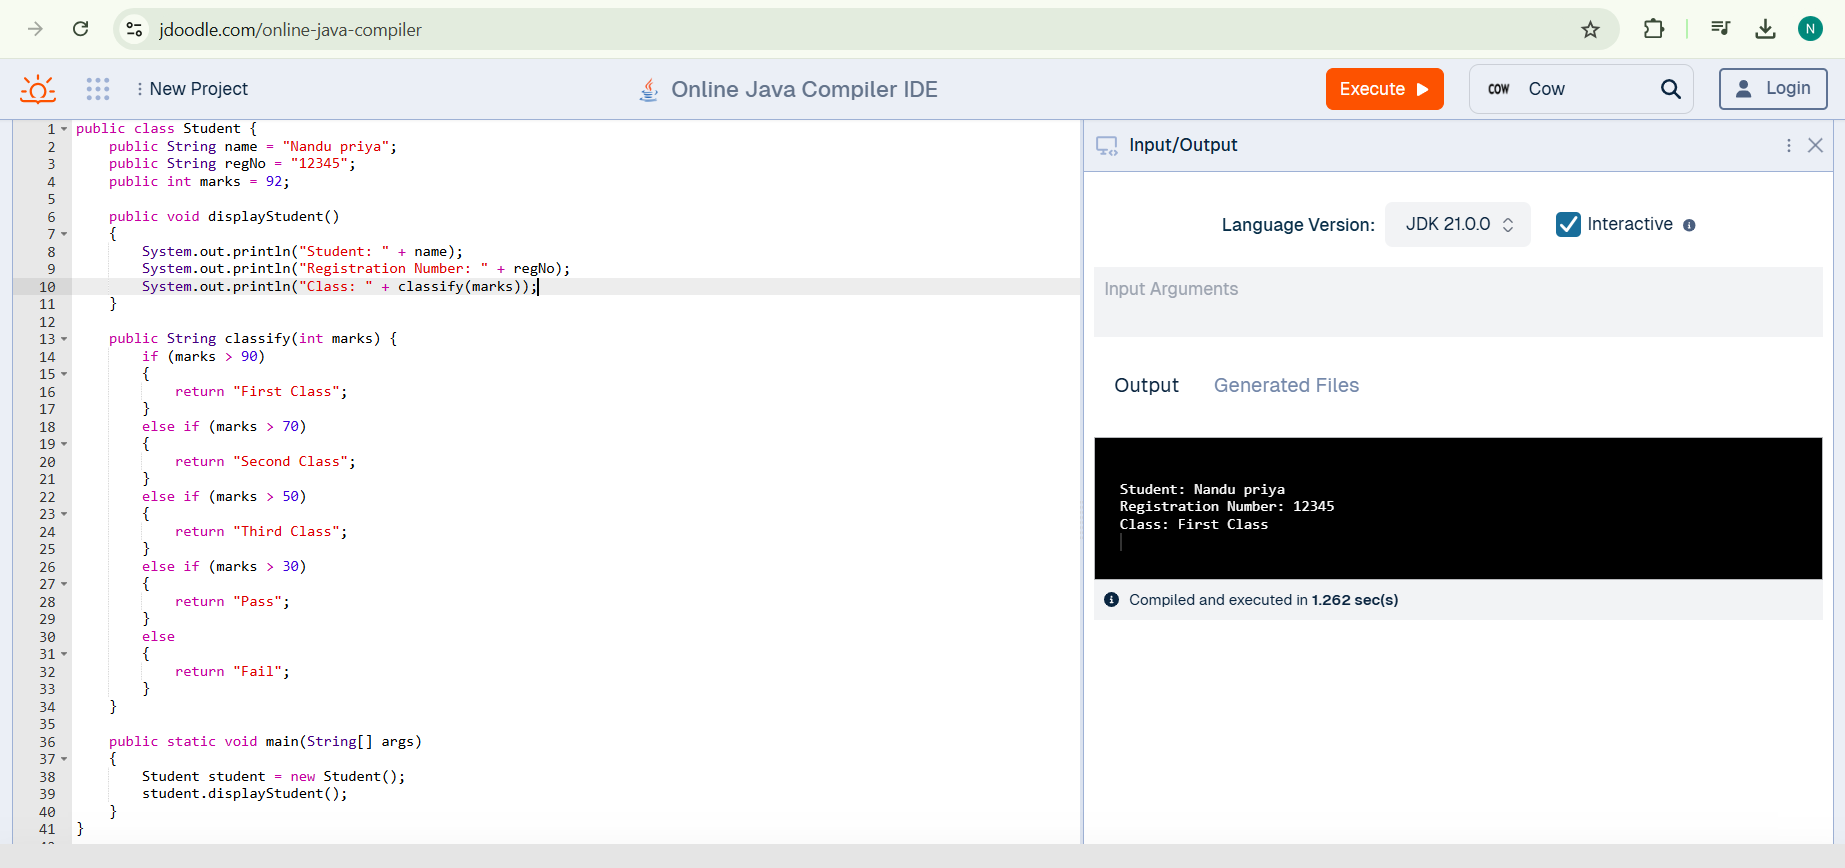 jdoodle.com/online-java-compiler
N
New Project
Online Java Compiler IDE
Execute
COW Cow
Login
1 public class Student {
2     public String name = "Nandu priya";
3     public String regNo = "12345";
4     public int marks = 92;
5
6     public void displayStudent()
7     {
8         System.out.println("Student: " + name);
9         System.out.println("Registration Number: " + regNo);
10         System.out.println("Class: " + classify(marks));
11     }
12
13     public String classify(int marks) {
14         if (marks > 90)
15         {
16             return "First Class";
17         }
18         else if (marks > 70)
19         {
20             return "Second Class";
21         }
22         else if (marks > 50)
23         {
24             return "Third Class";
25         }
26         else if (marks > 30)
27         {
28             return "Pass";
29         }
30         else
31         {
32             return "Fail";
33         }
34     }
35
36     public static void main(String[] args)
37     {
38         Student student = new Student();
39         student.displayStudent();
40     }
41 }
Input/Output
Language Version: JDK 21.0.0 Interactive
Input Arguments
Output Generated Files
Student: Nandu priya
Registration Number: 12345
Class: First Class
Compiled and executed in 1.262 sec(s)